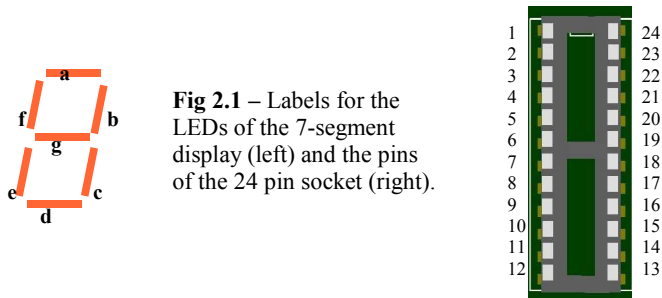 a
f
b
g
e
c
d
Fig 2.1 – Labels for the
LEDs of the 7-segment
display (left) and the pins
of the 24 pin socket (right).
1 24
2 23
3 22
4 21
5 20
6 19
7 18
8 17
9 16
10 15
11 14
12 13